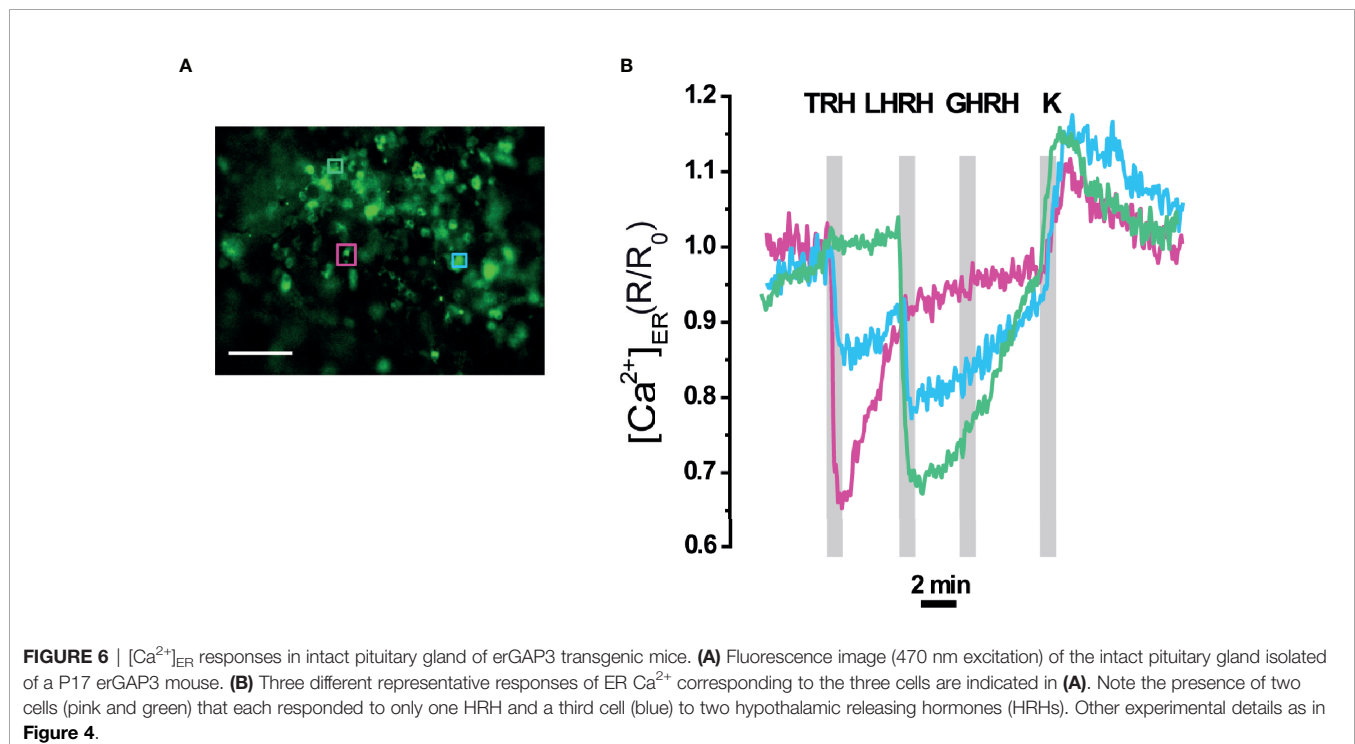 A
B
TRH LHRH GHRH K
1.2
1.1
1.0
0.9
0.8
0.7
0.6
[Ca²⁺]ER(R/R₀)
2 min
FIGURE 6 | [Ca²⁺]ER responses in intact pituitary gland of erGAP3 transgenic mice. (A) Fluorescence image (470 nm excitation) of the intact pituitary gland isolated
of a P17 erGAP3 mouse. (B) Three different representative responses of ER Ca²⁺ corresponding to the three cells are indicated in (A). Note the presence of two
cells (pink and green) that each responded to only one HRH and a third cell (blue) to two hypothalamic releasing hormones (HRHs). Other experimental details as in
Figure 4.